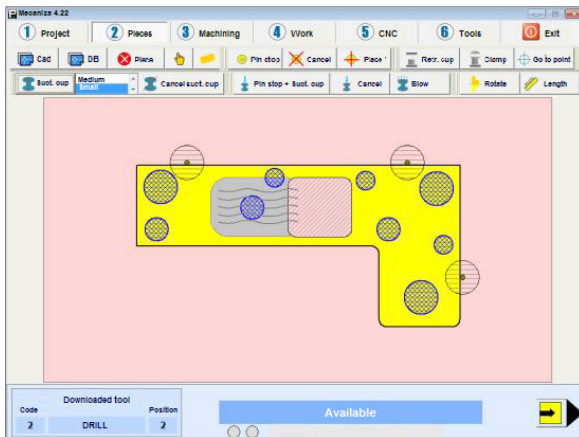 Mecaniza 4.22
1 Project 2 Pieces 3 Machining 4 Work 5 CNC 6 Tools Exit
Cad DB Place Pin stop Cancel Place Retr. cup Clamp Go to point
Suct. cup Medium Small Cancel suct. cup Pin stop + Suct. cup Cancel Blow Rotate Length
Downloaded tool
Code Position
2 DRILL 2
Available